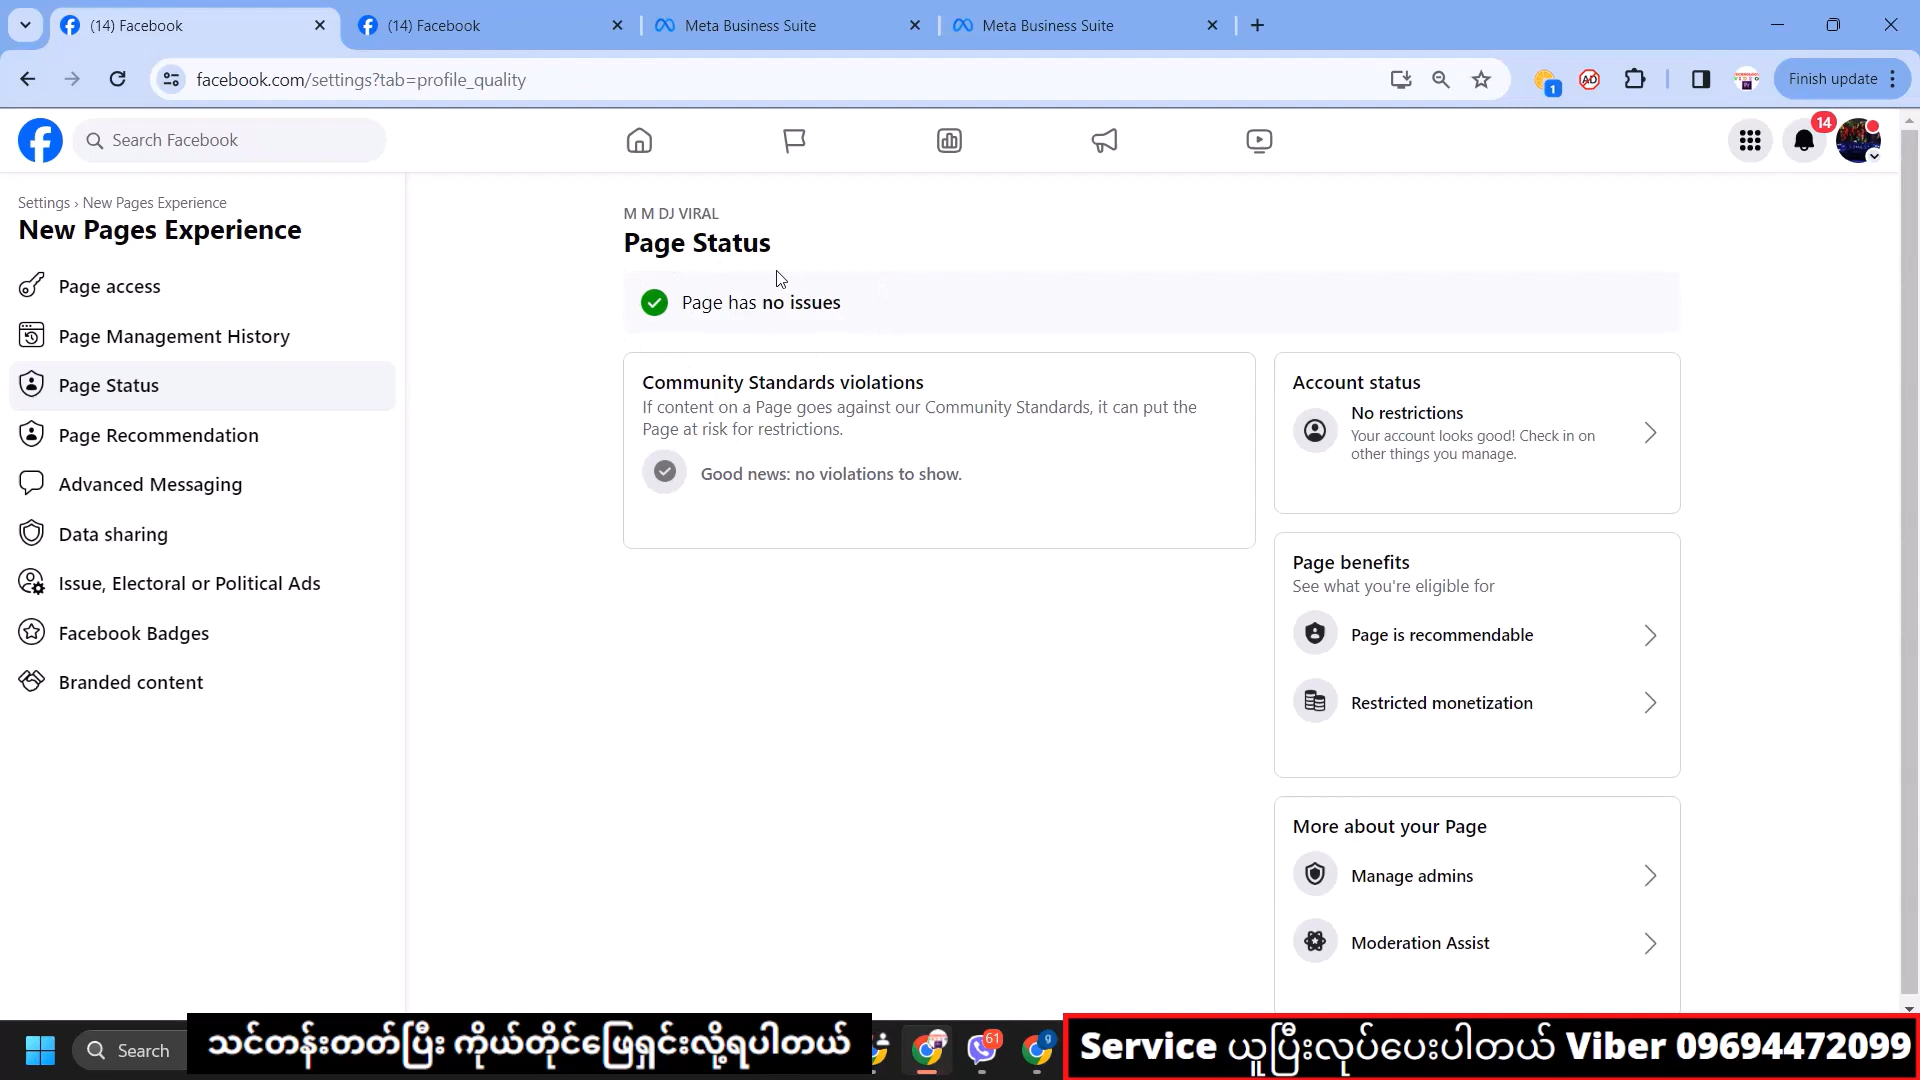 (14) Facebook
(14) Facebook
Meta Business Suite
Meta Business Suite
facebook.com/settings?tab=profile_quality
AD
1
Finish update
Search Facebook
14
Settings › New Pages Experience
New Pages Experience
Page access
Page Management History
Page Status
Page Recommendation
Advanced Messaging
Data sharing
Issue, Electoral or Political Ads
Facebook Badges
Branded content
M M DJ VIRAL
Page Status
Page has no issues
Community Standards violations
If content on a Page goes against our Community Standards, it can put the
Page at risk for restrictions.
Good news: no violations to show.
Account status
No restrictions
Your account looks good! Check in on
other things you manage.
Page benefits
See what you're eligible for
Page is recommendable
Restricted monetization
More about your Page
Manage admins
Moderation Assist
Search
သင်တန်းတတ်ပြီး ကိုယ်တိုင်ဖြေရှင်းလို့ရပါတယ်
61
9
Service ယူပြီးလုပ်ပေးပါတယ် Viber 09694472099